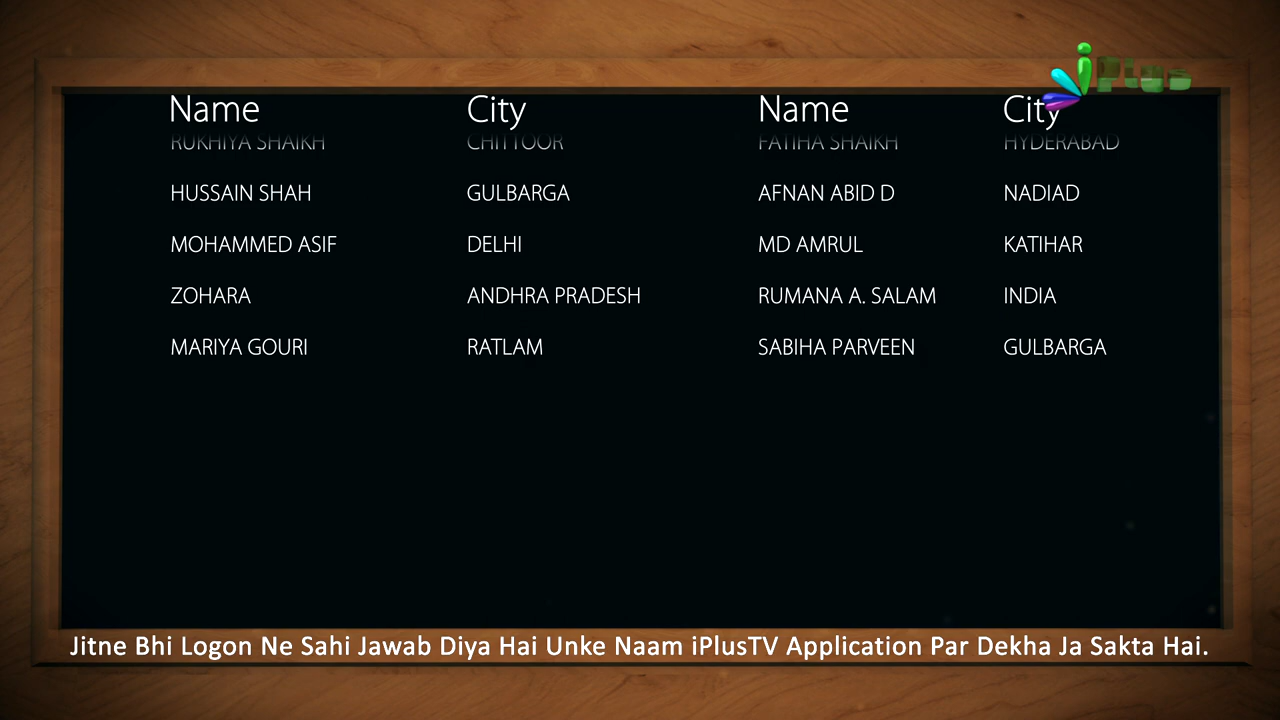 iPlus
Name City Name City
RUKHIYA SHAIKH CHITTOOR FATIHA SHAIKH HYDERABAD
HUSSAIN SHAH GULBARGA AFNAN ABID D NADIAD
MOHAMMED ASIF DELHI MD AMRUL KATIHAR
ZOHARA ANDHRA PRADESH RUMANA A. SALAM INDIA
MARIYA GOURI RATLAM SABIHA PARVEEN GULBARGA
Jitne Bhi Logon Ne Sahi Jawab Diya Hai Unke Naam iPlusTV Application Par Dekha Ja Sakta Hai.